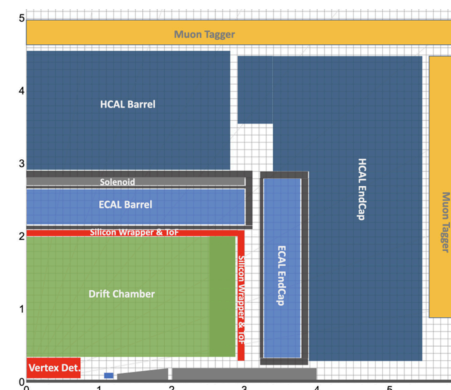 5
Muon Tagger
4
HCAL Barrel
3
Solenoid
ECAL Barrel
Silicon Wrapper & ToF
2
Drift Chamber
1
Vertex Det.
Silicon Wrapper & ToF
ECAL EndCap
HCAL EndCap
Muon Tagger
0
0 1 2 3 4 5